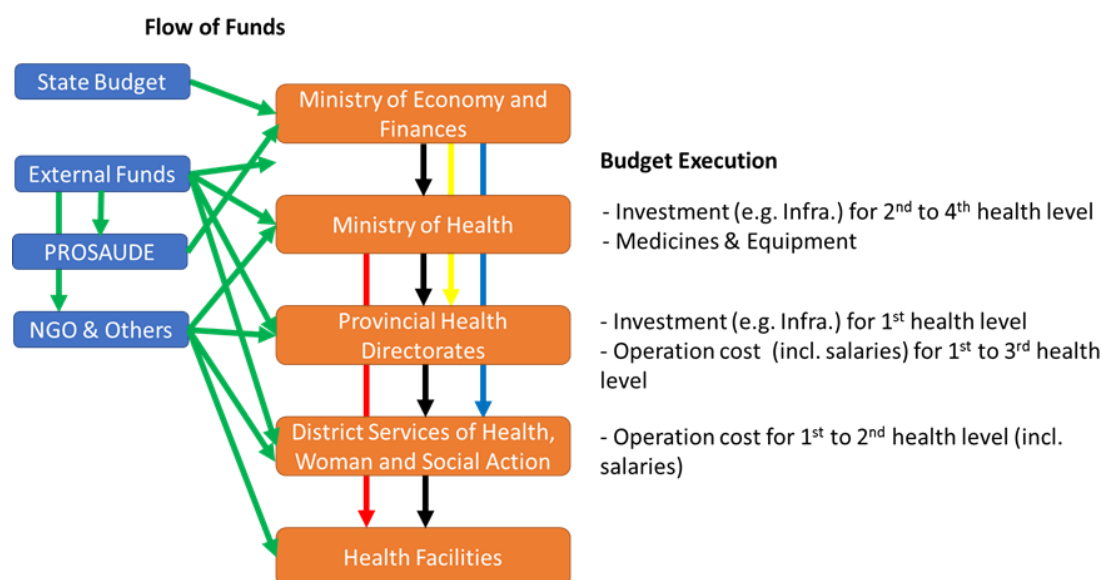 Flow of Funds
State Budget
External Funds
PROSAUDE
NGO & Others
Ministry of Economy and
Finances
Ministry of Health
Provincial Health
Directorates
District Services of Health,
Woman and Social Action
Health Facilities
Budget Execution
- Investment (e.g. Infra.) for 2nd to 4th health level
- Medicines & Equipment
- Investment (e.g. Infra.) for 1st health level
- Operation cost (incl. salaries) for 1st to 3rd health
level
- Operation cost for 1st to 2nd health level (incl.
salaries)